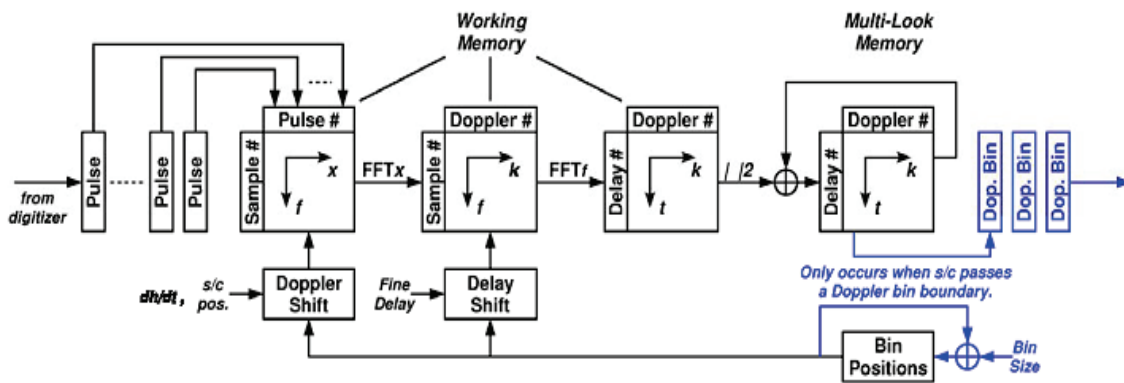 Working
Memory
Multi-Look
Memory
Pulse #
Doppler #
Doppler #
Doppler #
Pulse
Pulse
Pulse
Sample #
x
f
FFTx
Sample #
k
f
FFTf
Delay #
k
t
| |2
Delay #
k
t
Dop. Bin
Dop. Bin
Dop. Bin
from
digitizer
dh/dt,
s/c
pos.
Doppler
Shift
Fine
Delay
Delay
Shift
Only occurs when s/c passes
a Doppler bin boundary.
Bin
Positions
Bin
Size